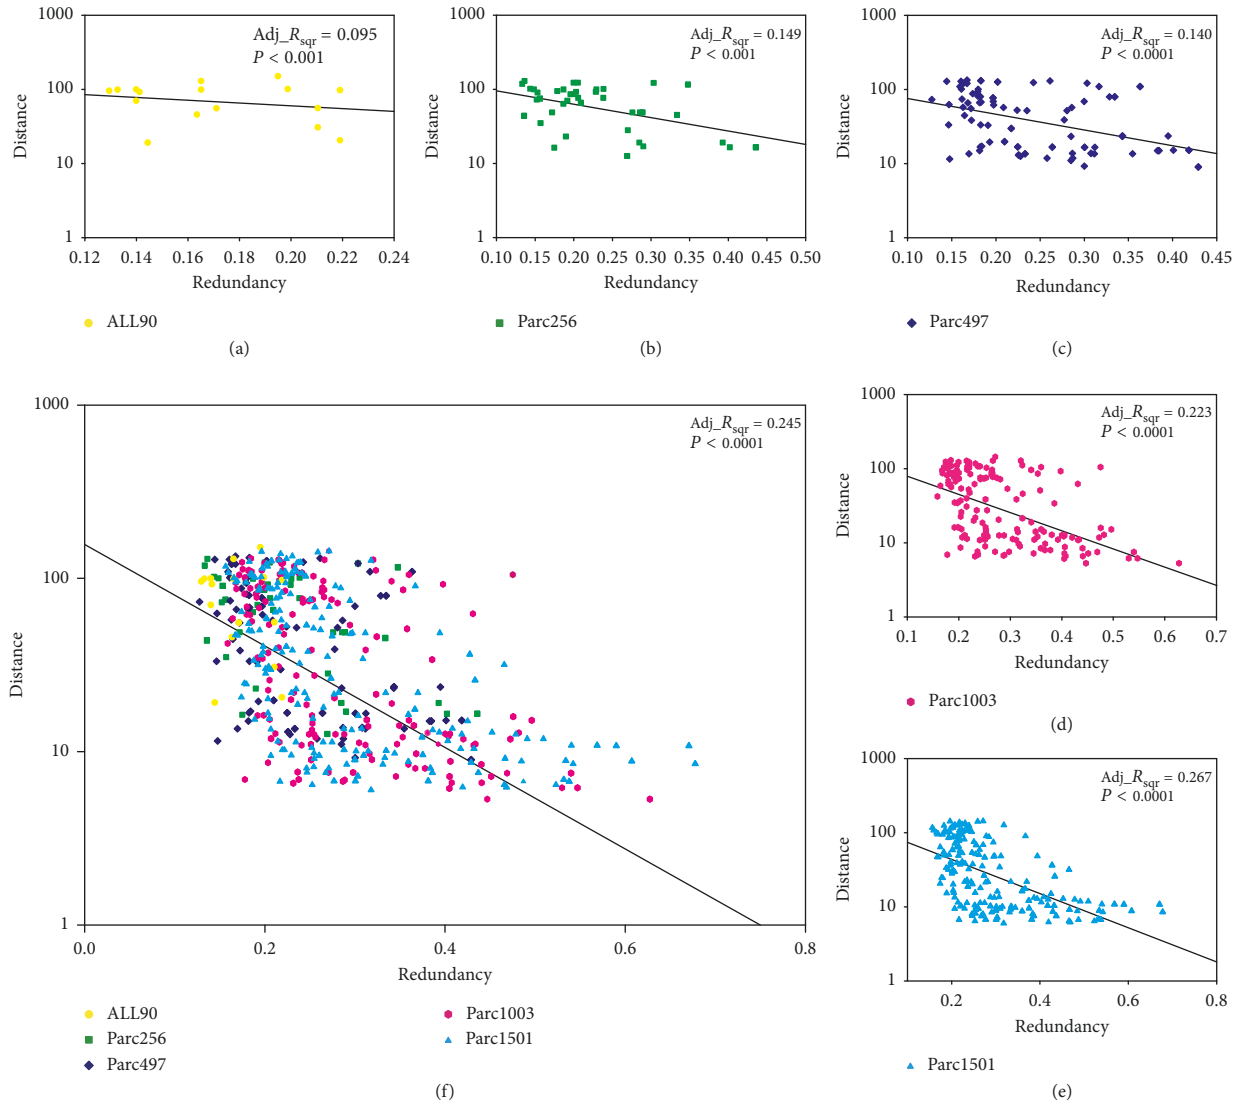 1000
100
10
1
Distance
Adj_Rsqr = 0.095
P < 0.001
0.12 0.14 0.16 0.18 0.20 0.22 0.24
Redundancy
ALL90
(a)
1000
100
10
1
Distance
Adj_Rsqr = 0.149
P < 0.001
0.10 0.15 0.20 0.25 0.30 0.35 0.40 0.45 0.50
Redundancy
Parc256
(b)
1000
100
10
1
Distance
Adj_Rsqr = 0.140
P < 0.0001
0.10 0.15 0.20 0.25 0.30 0.35 0.40 0.45
Redundancy
Parc497
(c)
1000
100
10
1
Distance
Adj_Rsqr = 0.245
P < 0.0001
0.0 0.2 0.4 0.6 0.8
Redundancy
ALL90
Parc256
Parc497
Parc1003
Parc1501
(f)
1000
100
10
1
Distance
Adj_Rsqr = 0.223
P < 0.0001
0.1 0.2 0.3 0.4 0.5 0.6 0.7
Redundancy
Parc1003
(d)
1000
100
10
1
Distance
Adj_Rsqr = 0.267
P < 0.0001
0.2 0.4 0.6 0.8
Redundancy
Parc1501
(e)